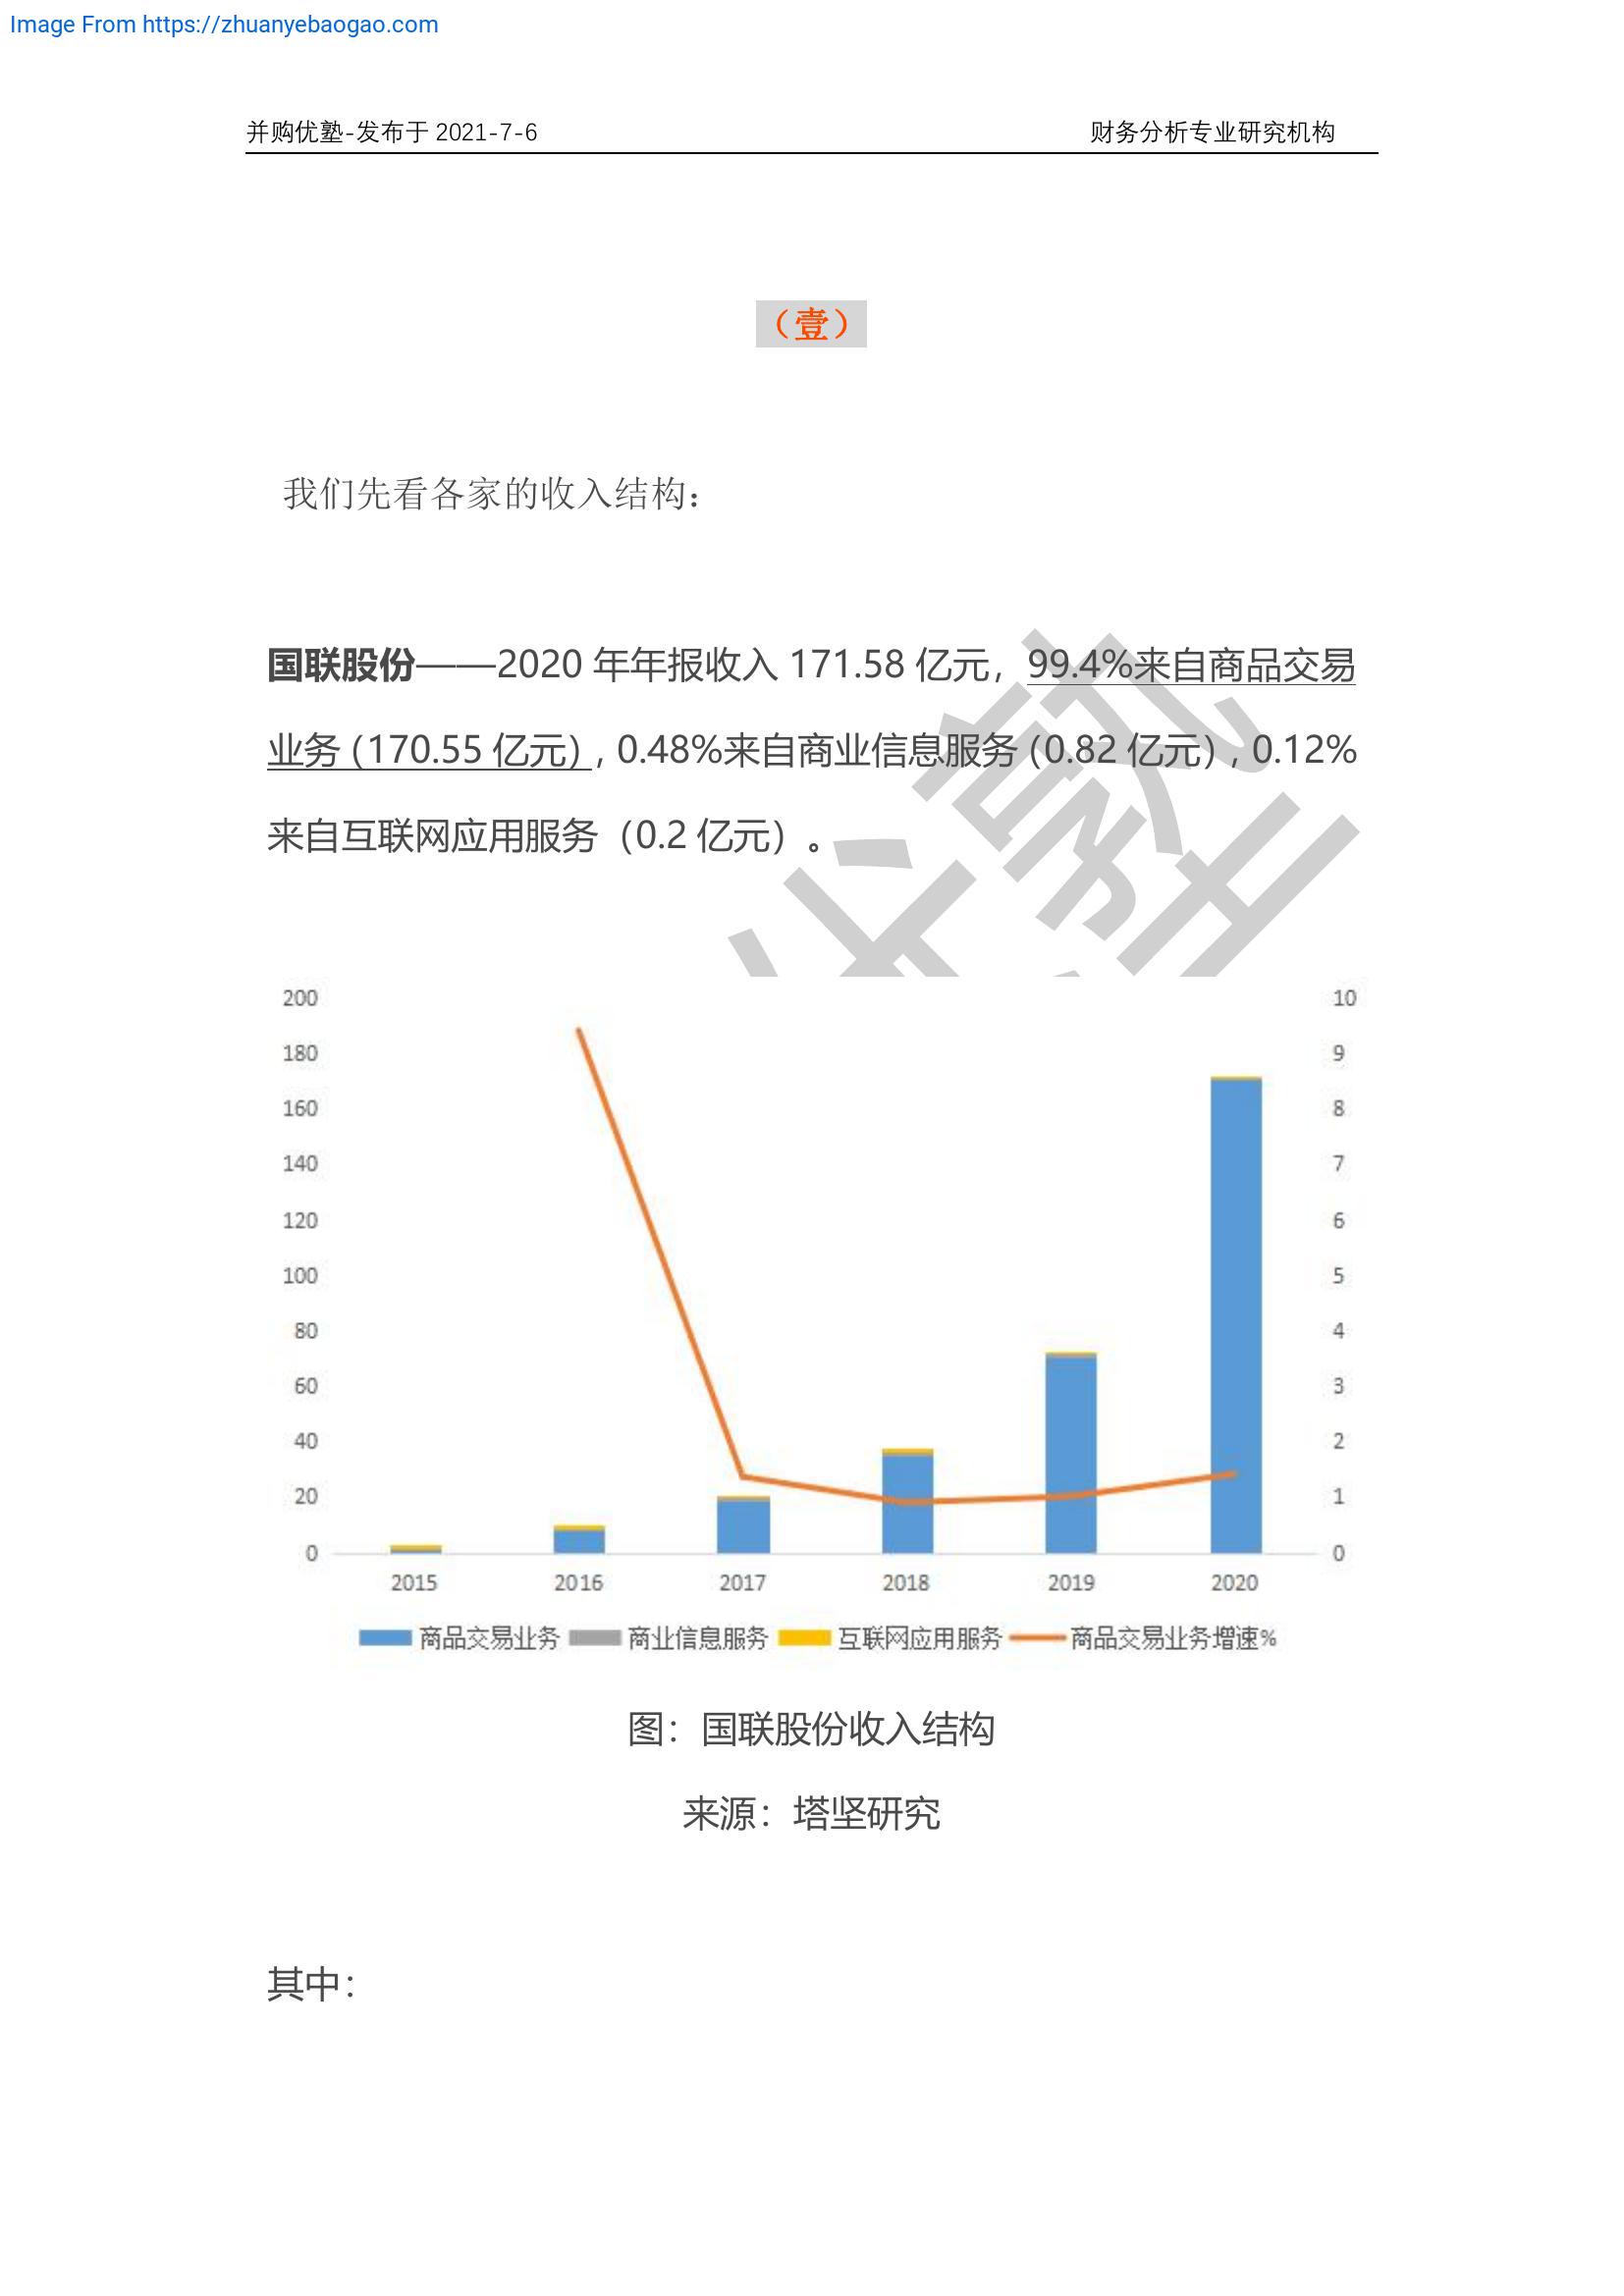 Image From https://zhuanyebaogao.com
并购优塾-发布于 2021-7-6 财务分析专业研究机构
（壹）
我们先看各家的收入结构：
国联股份——2020 年年报收入 171.58 亿元，99.4%来自商品交易
业务（170.55 亿元），0.48%来自商业信息服务（0.82 亿元），0.12%
来自互联网应用服务（0.2 亿元）。
200 10
180 9
160 8
140 7
120 6
100 5
80 4
60 3
40 2
20 1
0 0
2015 2016 2017 2018 2019 2020
商品交易业务 商业信息服务 互联网应用服务 商品交易业务增速%
图：国联股份收入结构
来源：塔坚研究
其中：